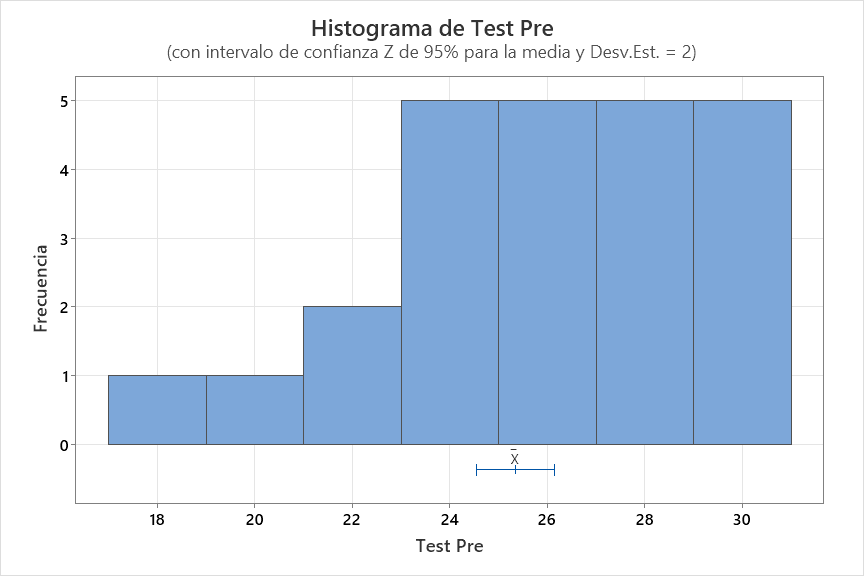 Histograma de Test Pre
(con intervalo de confianza Z de 95% para la media y Desv.Est. = 2)
Frecuencia
5
4
3
2
1
0
X̄
18 20 22 24 26 28 30
Test Pre